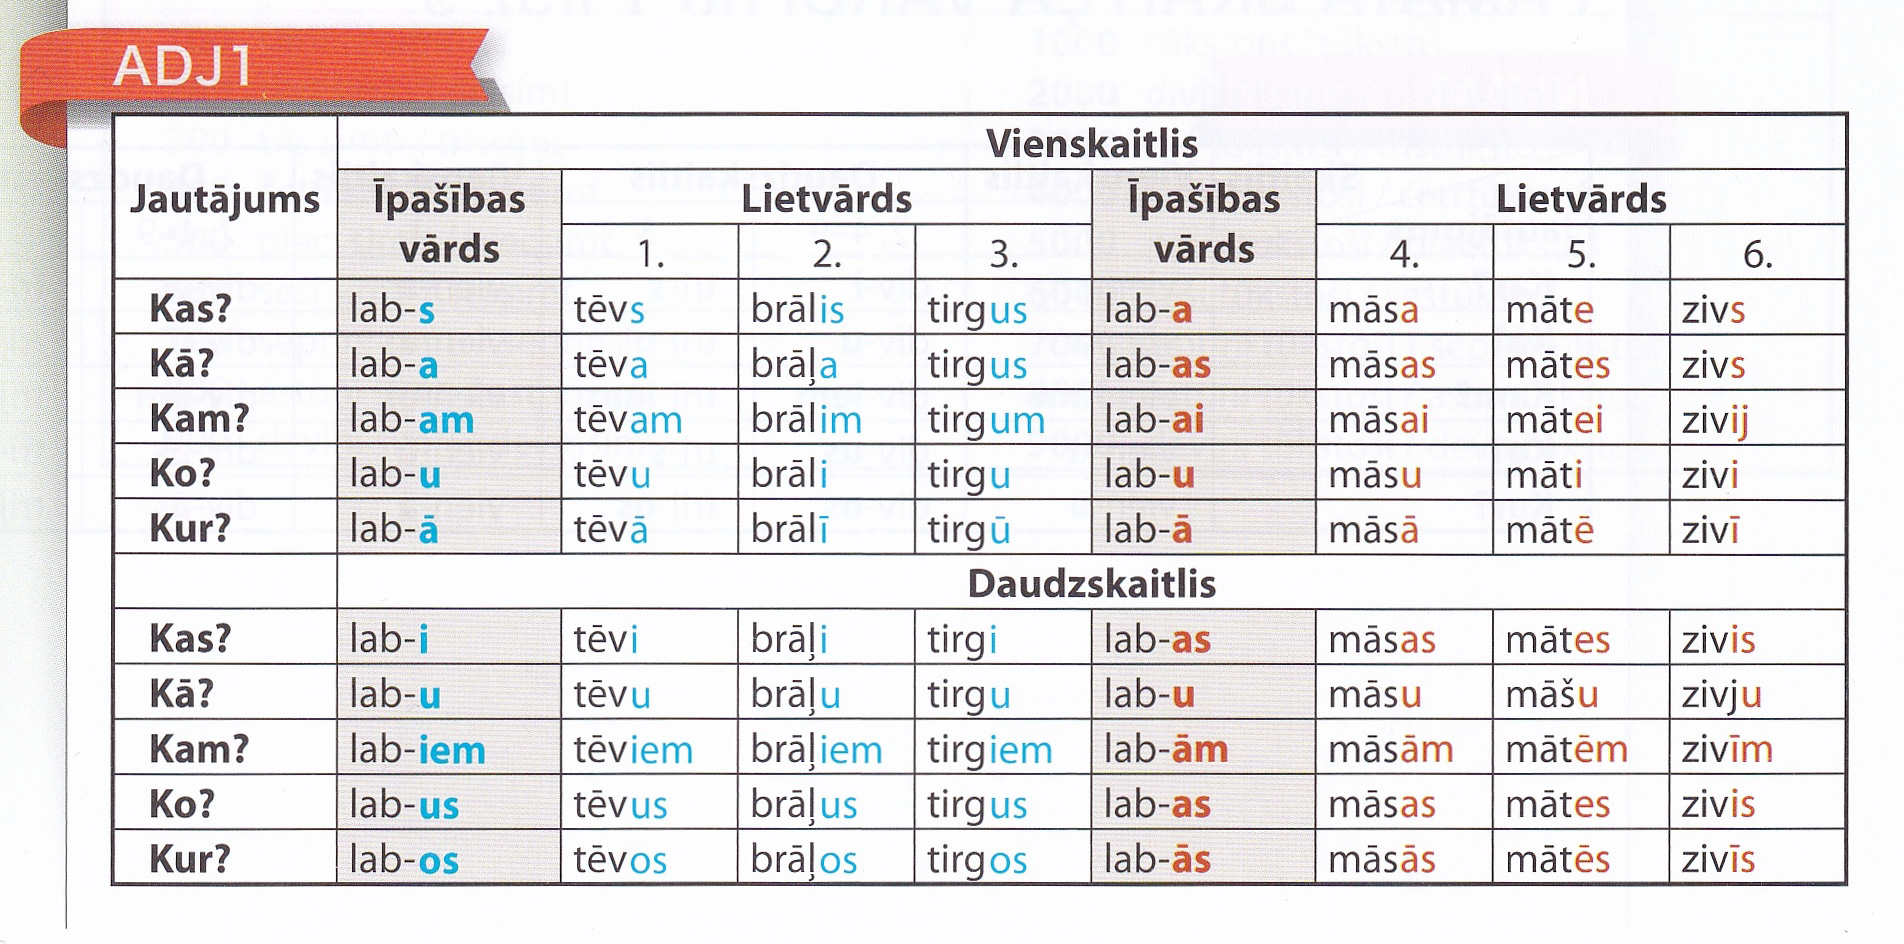 ADJ1
Vienskaitlis
Jautājums Īpašības vārds Lietvārds Īpašības vārds Lietvārds
1. 2. 3. 4. 5. 6.
Kas? lab-s tēvs brālis tirgus lab-a māsa māte zivs
Kā? lab-a tēva brāļa tirgus lab-as māsas mātes zivs
Kam? lab-am tēvam brālim tirgum lab-ai māsai mātei zivij
Ko? lab-u tēvu brāli tirgu lab-u māsu māti zivi
Kur? lab-ā tēvā brālī tirgū lab-ā māsā mātē zivī
Daudzskaitlis
Kas? lab-i tēvi brāļi tirgi lab-as māsas mātes zivis
Kā? lab-u tēvu brāļu tirgu lab-u māsu māšu zivju
Kam? lab-iem tēviem brāļiem tirgiem lab-ām māsām mātēm zivīm
Ko? lab-us tēvus brāļus tirgus lab-as māsas mātes zivis
Kur? lab-os tēvos brāļos tirgos lab-ās māsās mātēs zivīs